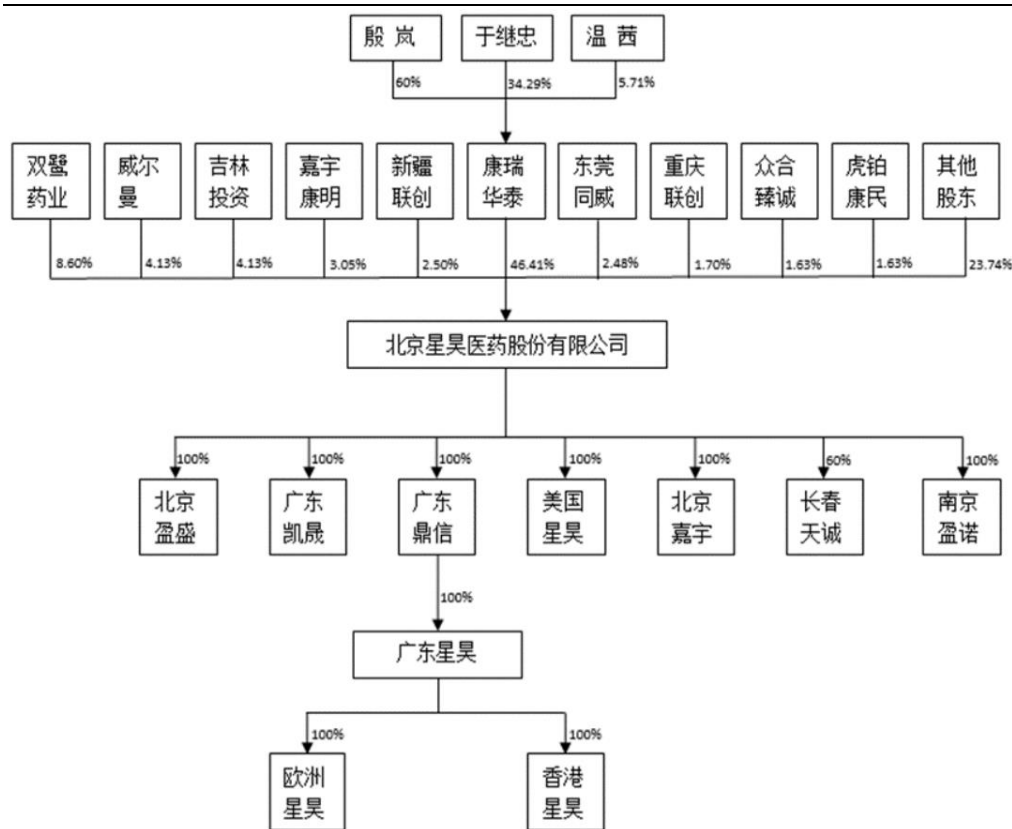 殷 岚 于继忠 温 茜
60% 34.29% 5.71%
双鹭 威尔 吉林 嘉宇 新疆 康瑞 东莞 重庆 众合 虎铂 其他
药业 曼 投资 康明 联创 华泰 同威 联创 臻诚 康民 股东
8.60% 4.13% 4.13% 3.05% 2.50% 46.41% 2.48% 1.70% 1.63% 1.63% 23.74%
北京星昊医药股份有限公司
100% 100% 100% 100% 100% 60% 100%
北京 广东 广东 美国 北京 长春 南京
盈盛 凯晟 鼎信 星昊 嘉宇 天诚 盈诺
100%
广东星昊
100% 100%
欧洲 香港
星昊 星昊